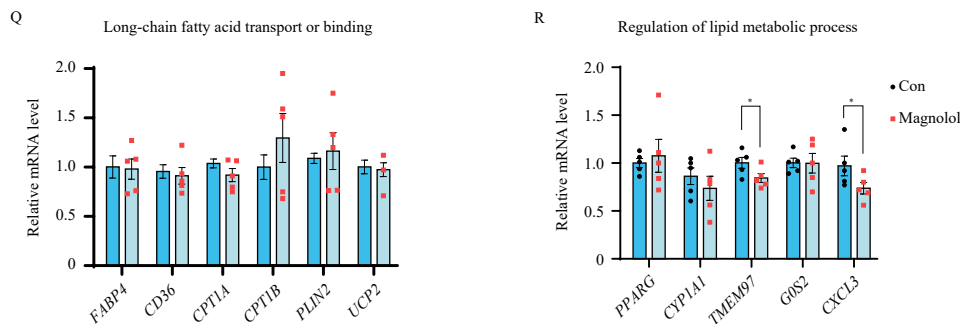 Q
Long-chain fatty acid transport or binding
Relative mRNA level
2.0
1.5
1.0
0.5
0
FABP4
CD36
CPT1A
CPT1B
PLIN2
UCP2
R
Regulation of lipid metabolic process
Relative mRNA level
2.0
1.5
1.0
0.5
0
*
*
PPARG
CYP1A1
TMEM97
G0S2
CXCL3
Con
Magnolol